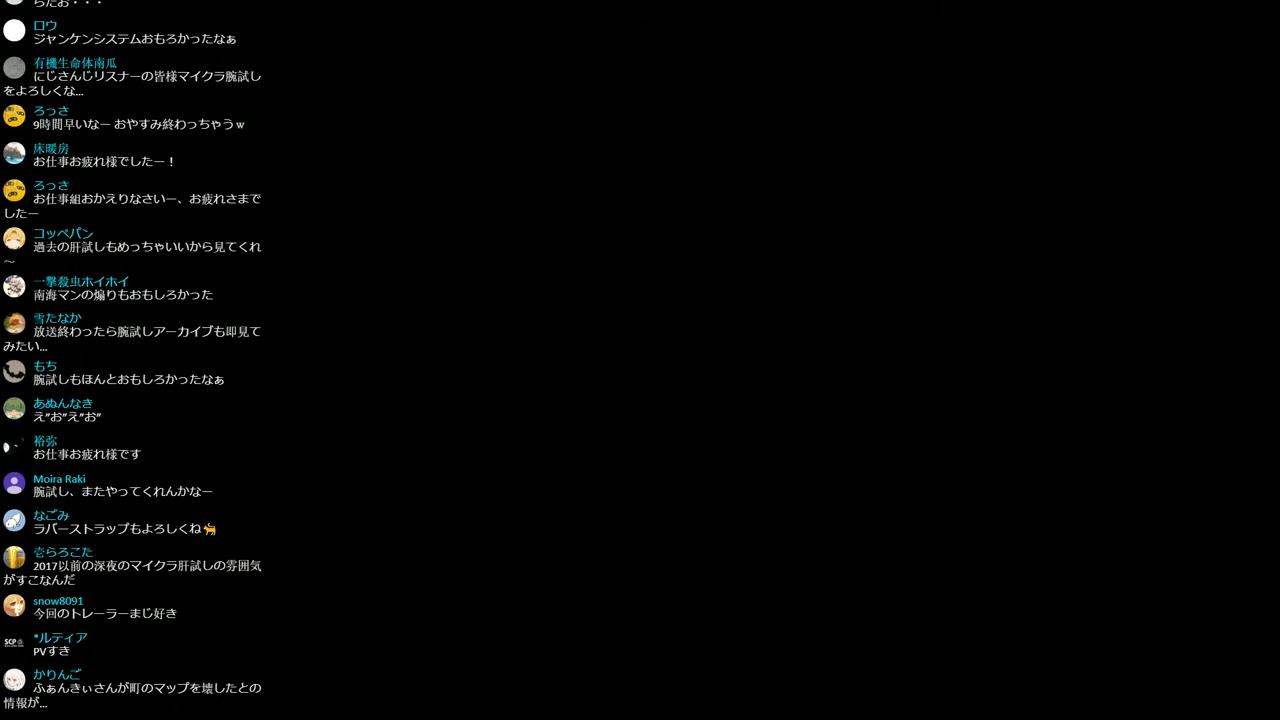 らだお・・・
ロウ
ジャンケンシステムおもろかったなぁ
有機生命体南瓜
にじさんじリスナーの皆様マイクラ腕試し
をよろしくな...
ろっさ
9時間早いなー おやすみ終わっちゃうｗ
床暖房
お仕事お疲れ様でしたー！
ろっさ
お仕事組おかえりなさいー、お疲れさまで
したー
コッペパン
過去の肝試しもめっちゃいいから見てくれ
～
一撃殺虫ホイホイ
南海マンの煽りもおもしろかった
雪たなか
放送終わったら腕試しアーカイブも即見て
みたい...
もち
腕試しもほんとおもしろかったなぁ
あぬんなき
え"お"え"お"
裕弥
お仕事お疲れ様です
Moira Raki
腕試し、またやってくれんかなー
なごみ
ラバーストラップもよろしくね🐈
壱らろこた
2017以前の深夜のマイクラ肝試しの雰囲気
がすこなんだ
snow8091
今回のトレーラーまじ好き
SCP
*ルティア
PVすき
かりんご
ふぁんきぃさんが町のマップを壊したとの
情報が...